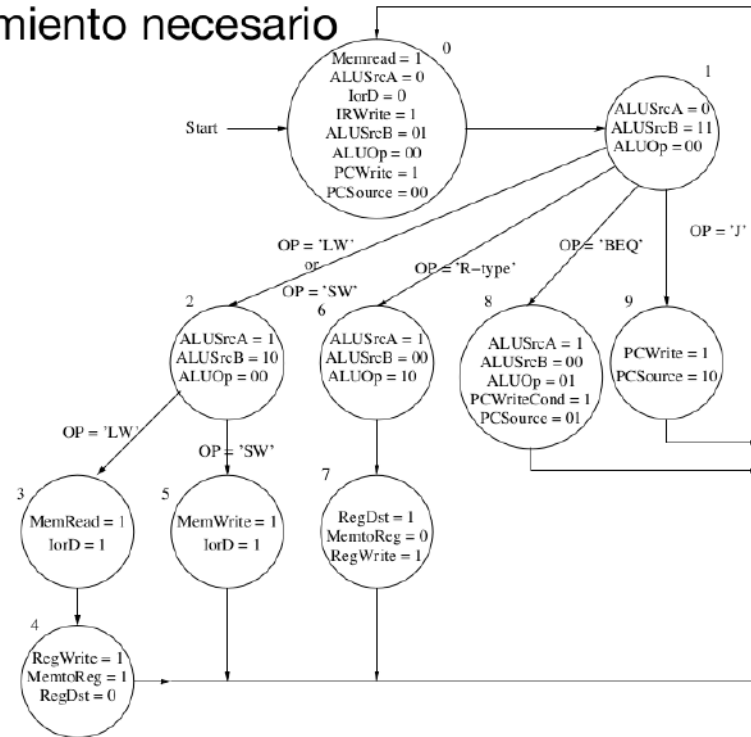 miento necesario
0
Memread = 1
ALUSrcA = 0
IorD = 0
IRWrite = 1
ALUSrcB = 01
ALUOp = 00
PCWrite = 1
PCSource = 00
Start
1
ALUSrcA = 0
ALUSrcB = 11
ALUOp = 00
OP = 'LW'
or
OP = 'SW'
OP = 'R-type'
OP = 'BEQ'
OP = 'J'
2
ALUSrcA = 1
ALUSrcB = 10
ALUOp = 00
6
ALUSrcA = 1
ALUSrcB = 00
ALUOp = 10
8
ALUSrcA = 1
ALUSrcB = 00
ALUOp = 01
PCWriteCond = 1
PCSource = 01
9
PCWrite = 1
PCSource = 10
OP = 'LW'
OP = 'SW'
3
MemRead = 1
IorD = 1
5
MemWrite = 1
IorD = 1
7
RegDst = 1
MemtoReg = 0
RegWrite = 1
4
RegWrite = 1
MemtoReg = 1
RegDst = 0